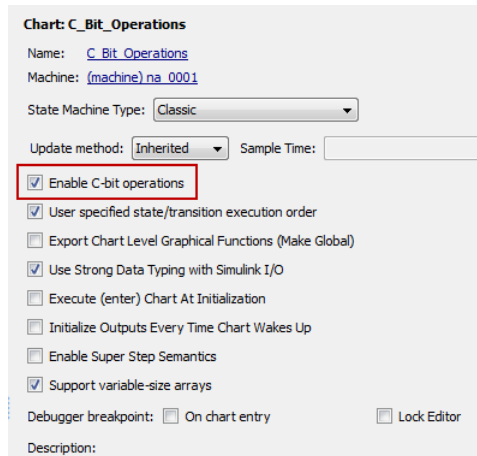 Chart: C_Bit_Operations
Name: C_Bit_Operations
Machine: (machine) na_0001
State Machine Type: Classic
Update method: Inherited Sample Time:
Enable C-bit operations
User specified state/transition execution order
Export Chart Level Graphical Functions (Make Global)
Use Strong Data Typing with Simulink I/O
Execute (enter) Chart At Initialization
Initialize Outputs Every Time Chart Wakes Up
Enable Super Step Semantics
Support variable-size arrays
Debugger breakpoint: On chart entry Lock Editor
Description: